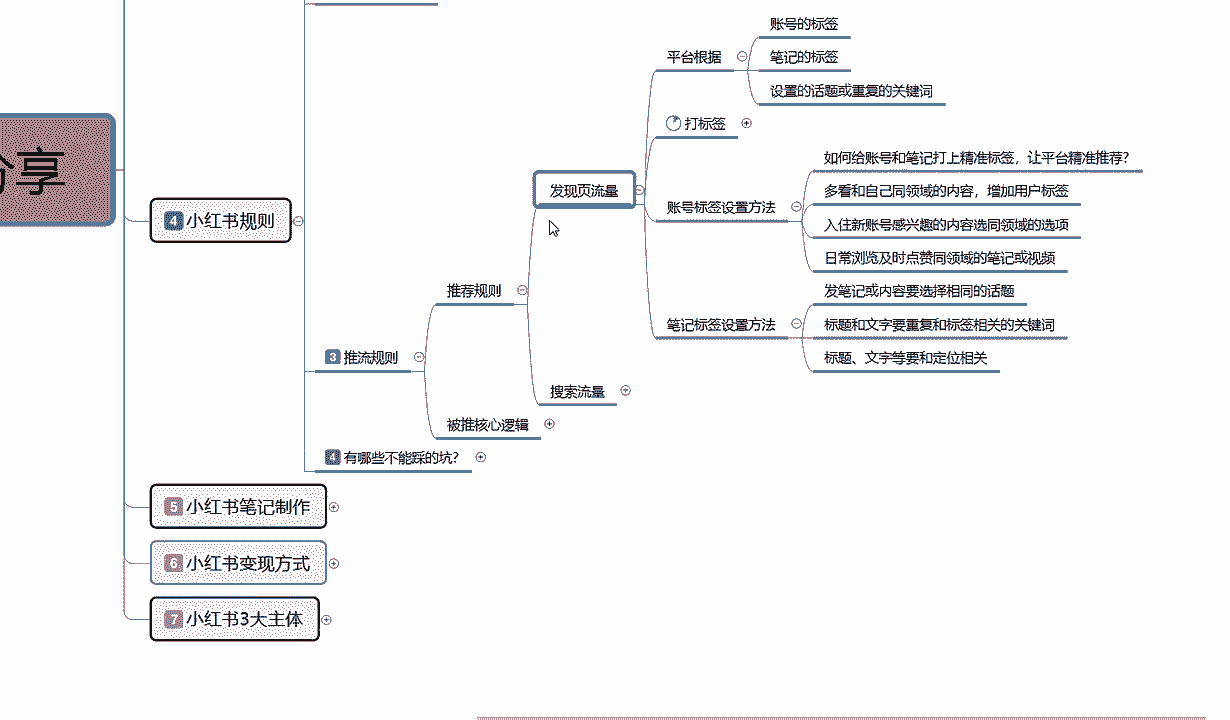 分享
4 小红书规则
3 推流规则
推荐规则
发现页流量
平台根据
账号的标签
笔记的标签
设置的话题或重复的关键词
打标签
账号标签设置方法
如何给账号和笔记打上精准标签，让平台精准推荐？
多看和自己同领域的内容，增加用户标签
入住新账号感兴趣的内容选同领域的选项
日常浏览及时点赞同领域的笔记或视频
笔记标签设置方法
发笔记或内容要选择相同的话题
标题和文字要重复和标签相关的关键词
标题、文字等要和定位相关
搜索流量
被推核心逻辑
4 有哪些不能踩的坑？
5 小红书笔记制作
6 小红书变现方式
7 小红书3大主体